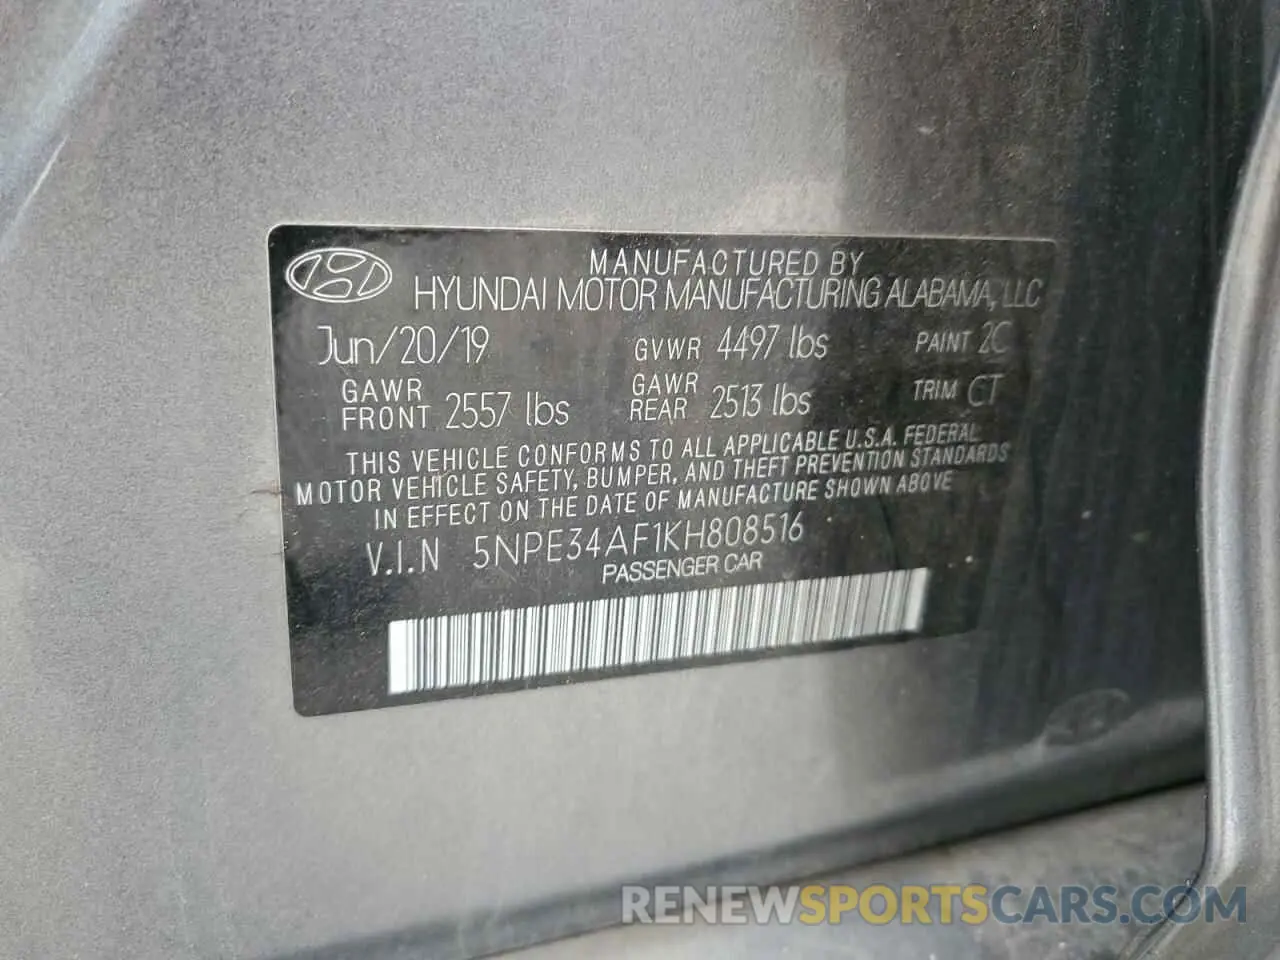 MANUFACTURED BY
HYUNDAI MOTOR MANUFACTURING ALABAMA, LLC
Jun/20/19 GVWR 4497 lbs PAINT 2C
GAWR FRONT 2557 lbs GAWR REAR 2513 lbs TRIM CT
THIS VEHICLE CONFORMS TO ALL APPLICABLE U.S.A. FEDERAL
MOTOR VEHICLE SAFETY, BUMPER, AND THEFT PREVENTION STANDARDS
IN EFFECT ON THE DATE OF MANUFACTURE SHOWN ABOVE
V.I.N 5NPE34AF1KH808516
PASSENGER CAR
RENEWSPORTSCARS.COM